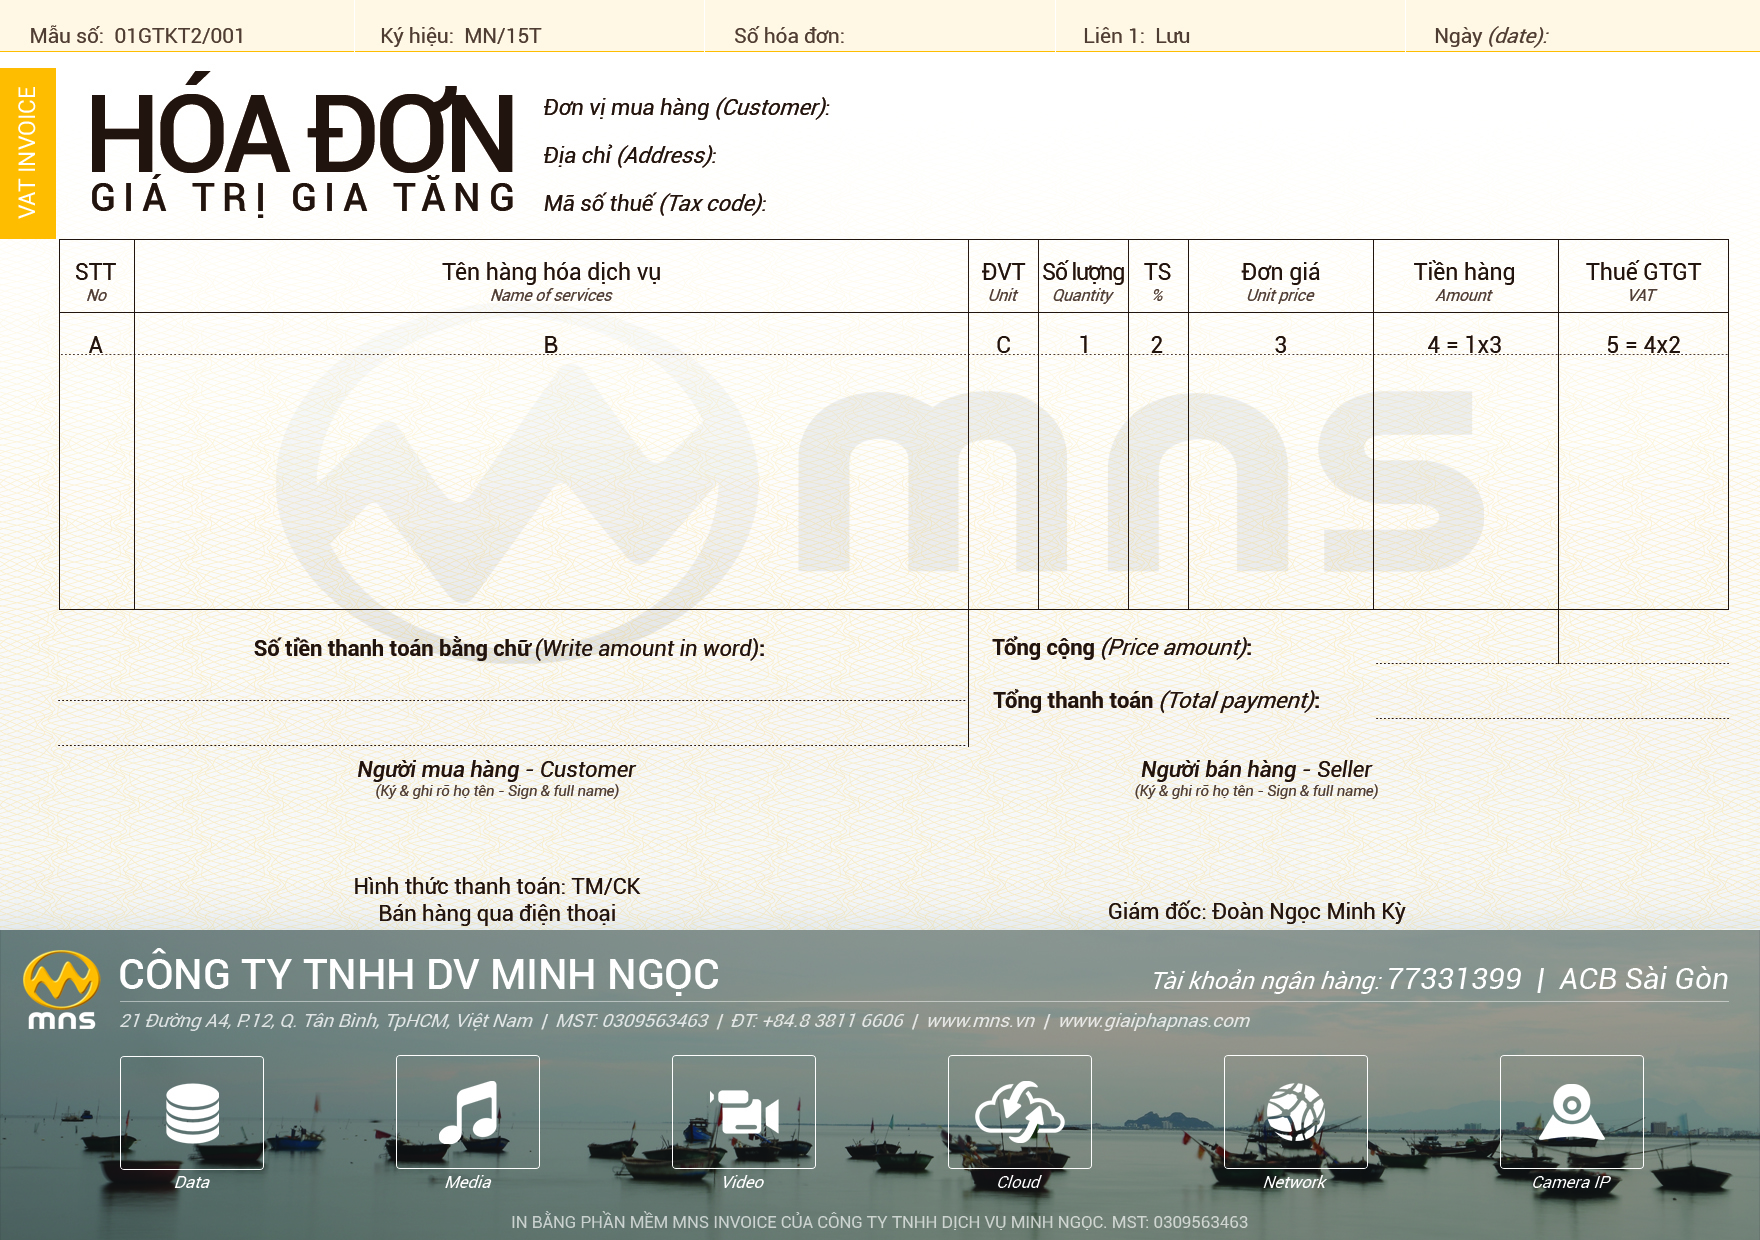 Mẫu số: 01GTKT2/001
Ký hiệu: MN/15T
Số hóa đơn:
Liên 1: Lưu
Ngày (date):
VAT INVOICE
HÓA ĐƠN
GIÁ TRỊ GIA TĂNG
Đơn vị mua hàng (Customer):
Địa chỉ (Address):
Mã số thuế (Tax code):
STT Tên hàng hóa dịch vụ ĐVT Số lượng TS Đơn giá Tiền hàng Thuế GTGT
No Name of services Unit Quantity % Unit price Amount VAT
A B C 1 2 3 4 = 1x3 5 = 4x2
mns
Số tiền thanh toán bằng chữ (Write amount in word):
Tổng cộng (Price amount):
Tổng thanh toán (Total payment):
Người mua hàng - Customer
(Ký & ghi rõ họ tên - Sign & full name)
Người bán hàng - Seller
(Ký & ghi rõ họ tên - Sign & full name)
Hình thức thanh toán: TM/CK
Bán hàng qua điện thoại
Giám đốc: Đoàn Ngọc Minh Kỳ
mns
CÔNG TY TNHH DV MINH NGỌC
Tài khoản ngân hàng: 77331399 | ACB Sài Gòn
21 Đường A4, P.12, Q. Tân Bình, TpHCM, Việt Nam | MST: 0309563463 | ĐT: +84.8 3811 6606 | www.mns.vn | www.giaiphapnas.com
Data Media Video Cloud Network Camera IP
IN BẰNG PHẦN MỀM MNS INVOICE CỦA CÔNG TY TNHH DỊCH VỤ MINH NGỌC. MST: 0309563463